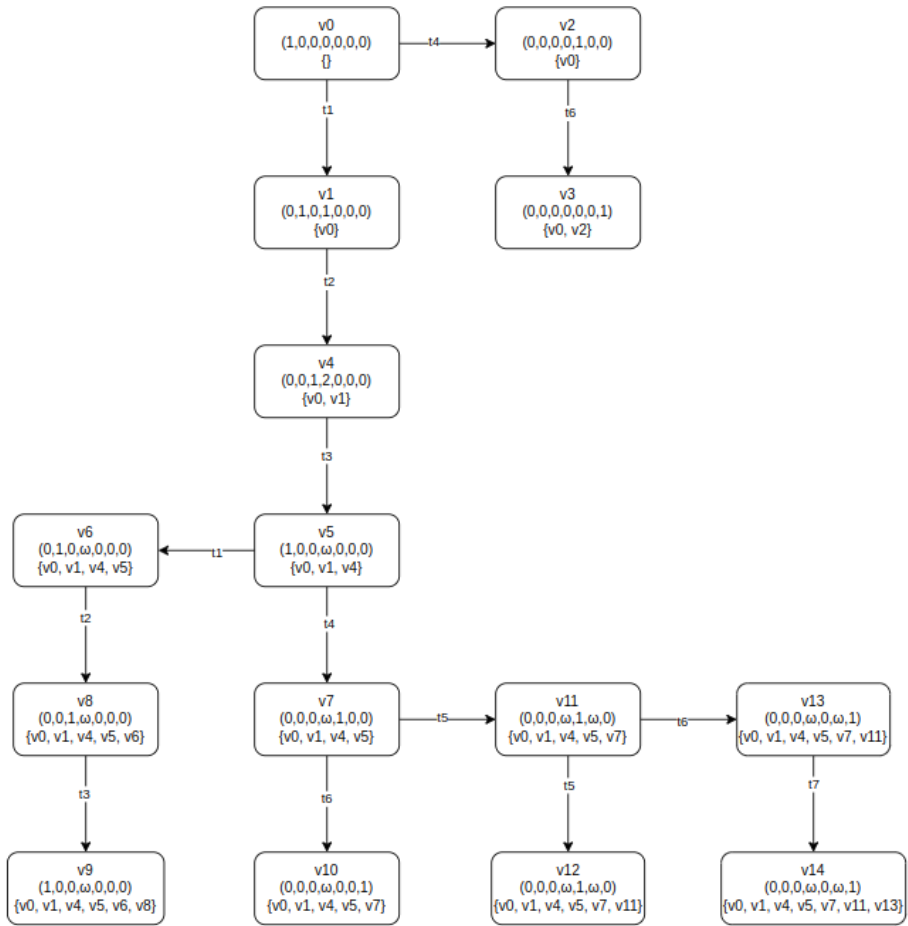 v0
(1,0,0,0,0,0,0)
{}
t4
v2
(0,0,0,0,1,0,0)
{v0}
t1
t6
v1
(0,1,0,1,0,0,0)
{v0}
v3
(0,0,0,0,0,0,1)
{v0, v2}
t2
v4
(0,0,1,2,0,0,0)
{v0, v1}
t3
v6
(0,1,0,ω,0,0,0)
{v0, v1, v4, v5}
t1
v5
(1,0,0,ω,0,0,0)
{v0, v1, v4}
t2
t4
v8
(0,0,1,ω,0,0,0)
{v0, v1, v4, v5, v6}
v7
(0,0,0,ω,1,0,0)
{v0, v1, v4, v5}
t5
v11
(0,0,0,ω,1,ω,0)
{v0, v1, v4, v5, v7}
t6
v13
(0,0,0,ω,0,ω,1)
{v0, v1, v4, v5, v7, v11}
t3
t6
t5
t7
v9
(1,0,0,ω,0,0,0)
{v0, v1, v4, v5, v6, v8}
v10
(0,0,0,ω,0,0,1)
{v0, v1, v4, v5, v7}
v12
(0,0,0,ω,1,ω,0)
{v0, v1, v4, v5, v7, v11}
v14
(0,0,0,ω,0,ω,1)
{v0, v1, v4, v5, v7, v11, v13}